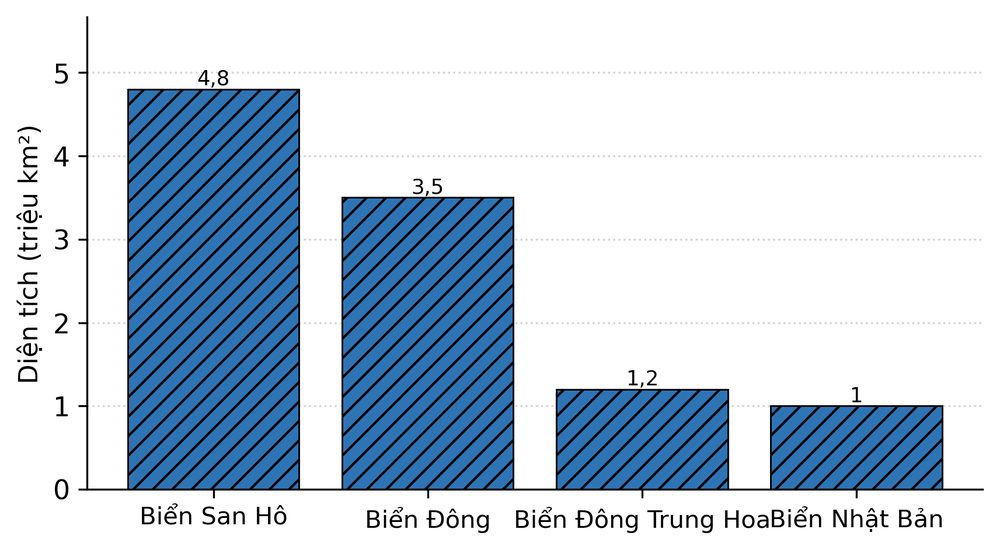 Diện tích (triệu km²)
5
4
3
2
1
0
4,8
3,5
1,2
1
Biển San Hô
Biển Đông
Biển Đông Trung Hoa
Biển Nhật Bản